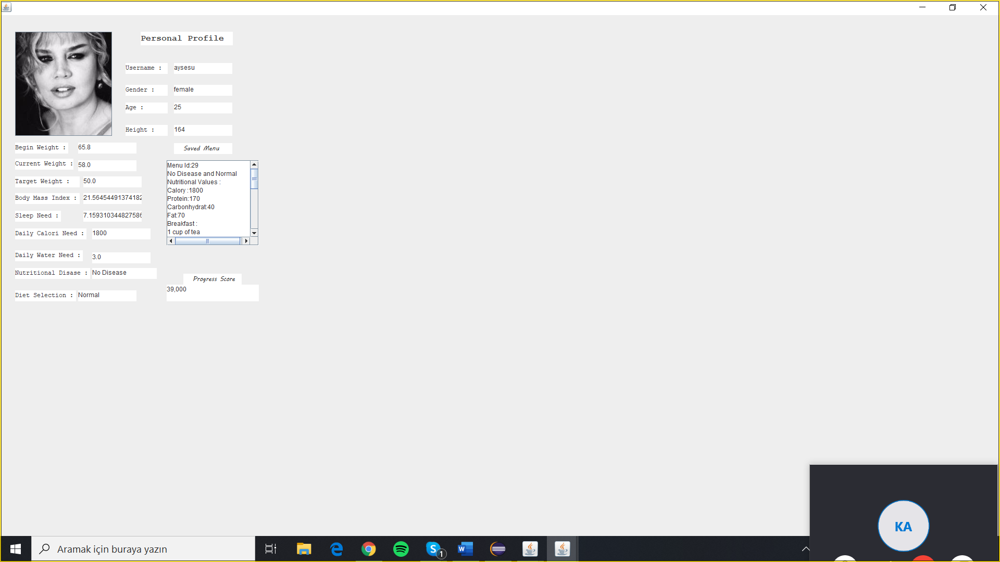 Personal Profile
Username : aysesu
Gender : female
Age : 25
Height : 164
Begin Weight : 65.8
Saved Menu
Current Weight : 58.0
Target Weight : 50.0
Body Mass Index : 21.56454491374182
Sleep Need : 7.159310344827586
Daily Calori Need : 1800
Daily Water Need : 3.0
Nutritional Disase : No Disease
Diet Selection : Normal
Menu Id:29
No Disease and Normal
Nutritional Values :
Calory :1800
Protein:170
Carbonhydrat:40
Fat:70
Breakfast :
1 cup of tea
Progress Score
39,000
KA
Aramak için buraya yazın
S 1
W